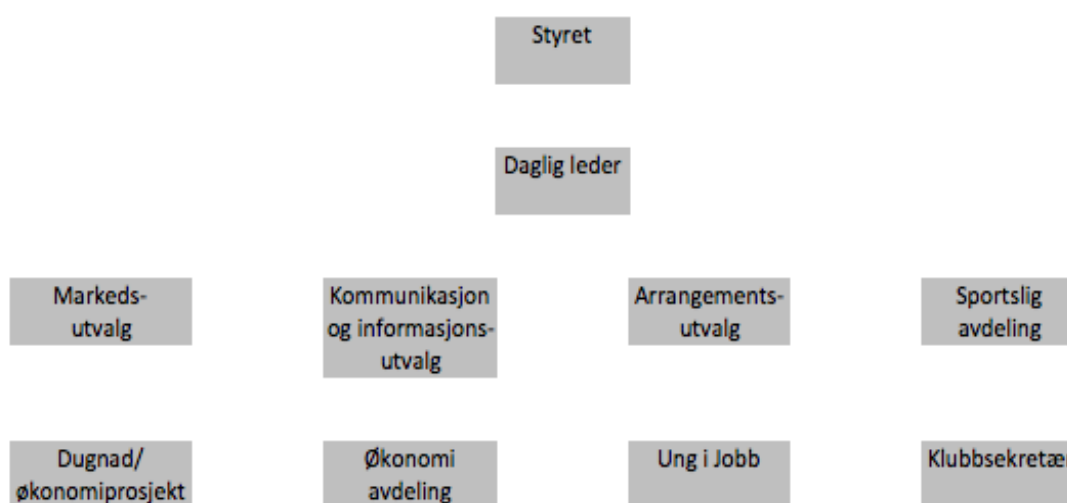 Styret
Daglig leder
Markeds-
utvalg
Kommunikasjon
og informasjons-
utvalg
Arrangements-
utvalg
Sportslig
avdeling
Dugnad/
økonomiprosjekt
Økonomi
avdeling
Ung i Jobb
Klubbsekretær